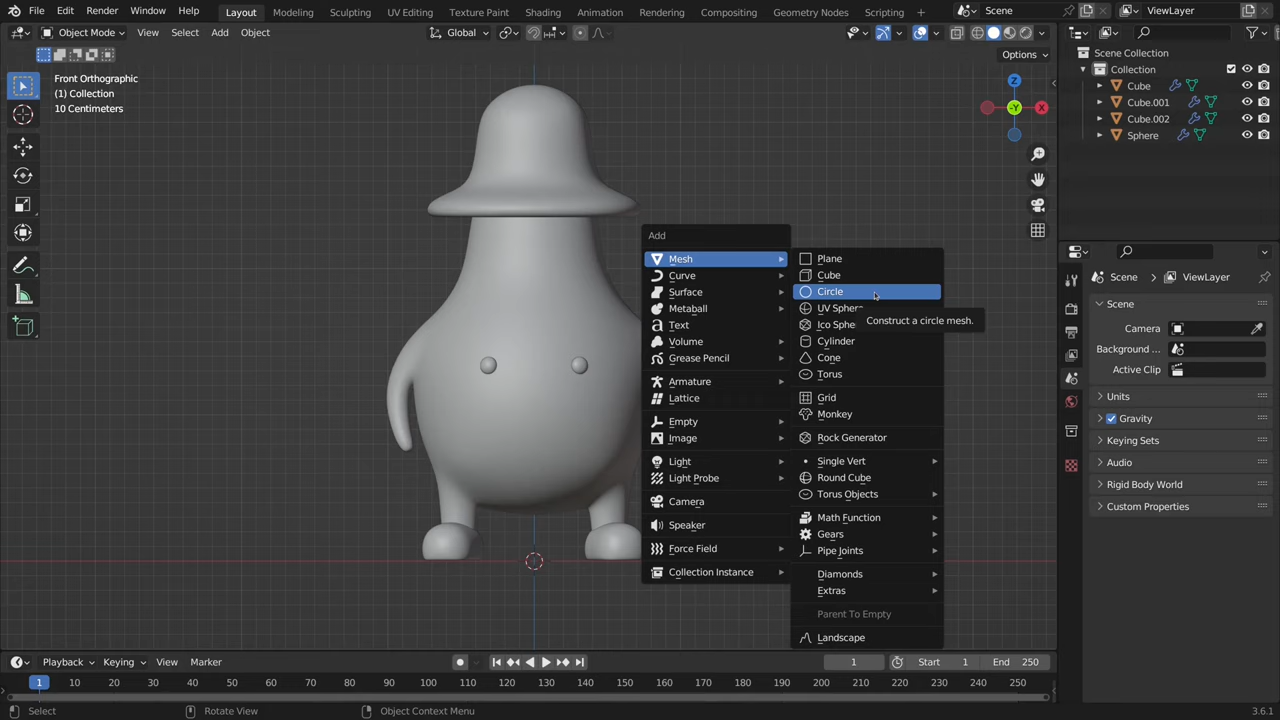 File Edit Render Window Help Layout Modeling Sculpting UV Editing Texture Paint Shading Animation Rendering Compositing Geometry Nodes Scripting Scene ViewLayer
Object Mode View Select Add Object Global
Options
Front Orthographic
(1) Collection
10 Centimeters
Z
X
-Y
Scene Collection
Collection
Cube
Cube.001
Cube.002
Sphere
Add
Mesh
Curve
Surface
Metaball
Text
Volume
Grease Pencil
Armature
Lattice
Empty
Image
Light
Light Probe
Camera
Speaker
Force Field
Collection Instance
Plane
Cube
Circle
UV Sphere
Construct a circle mesh.
Ico Sphe
Cylinder
Cone
Torus
Grid
Monkey
Rock Generator
Single Vert
Round Cube
Torus Objects
Math Function
Gears
Pipe Joints
Diamonds
Extras
Parent To Empty
Landscape
Scene ViewLayer
Scene
Camera
Background ...
Active Clip
Units
Gravity
Keying Sets
Audio
Rigid Body World
Custom Properties
Playback Keying View Marker 1 Start 1 End 250
1 10 20 30 40 50 60 70 80 90 100 110 120 130 140 150 160 170 180 190 200 210 220 230 240 250
Select Rotate View Object Context Menu 3.6.1